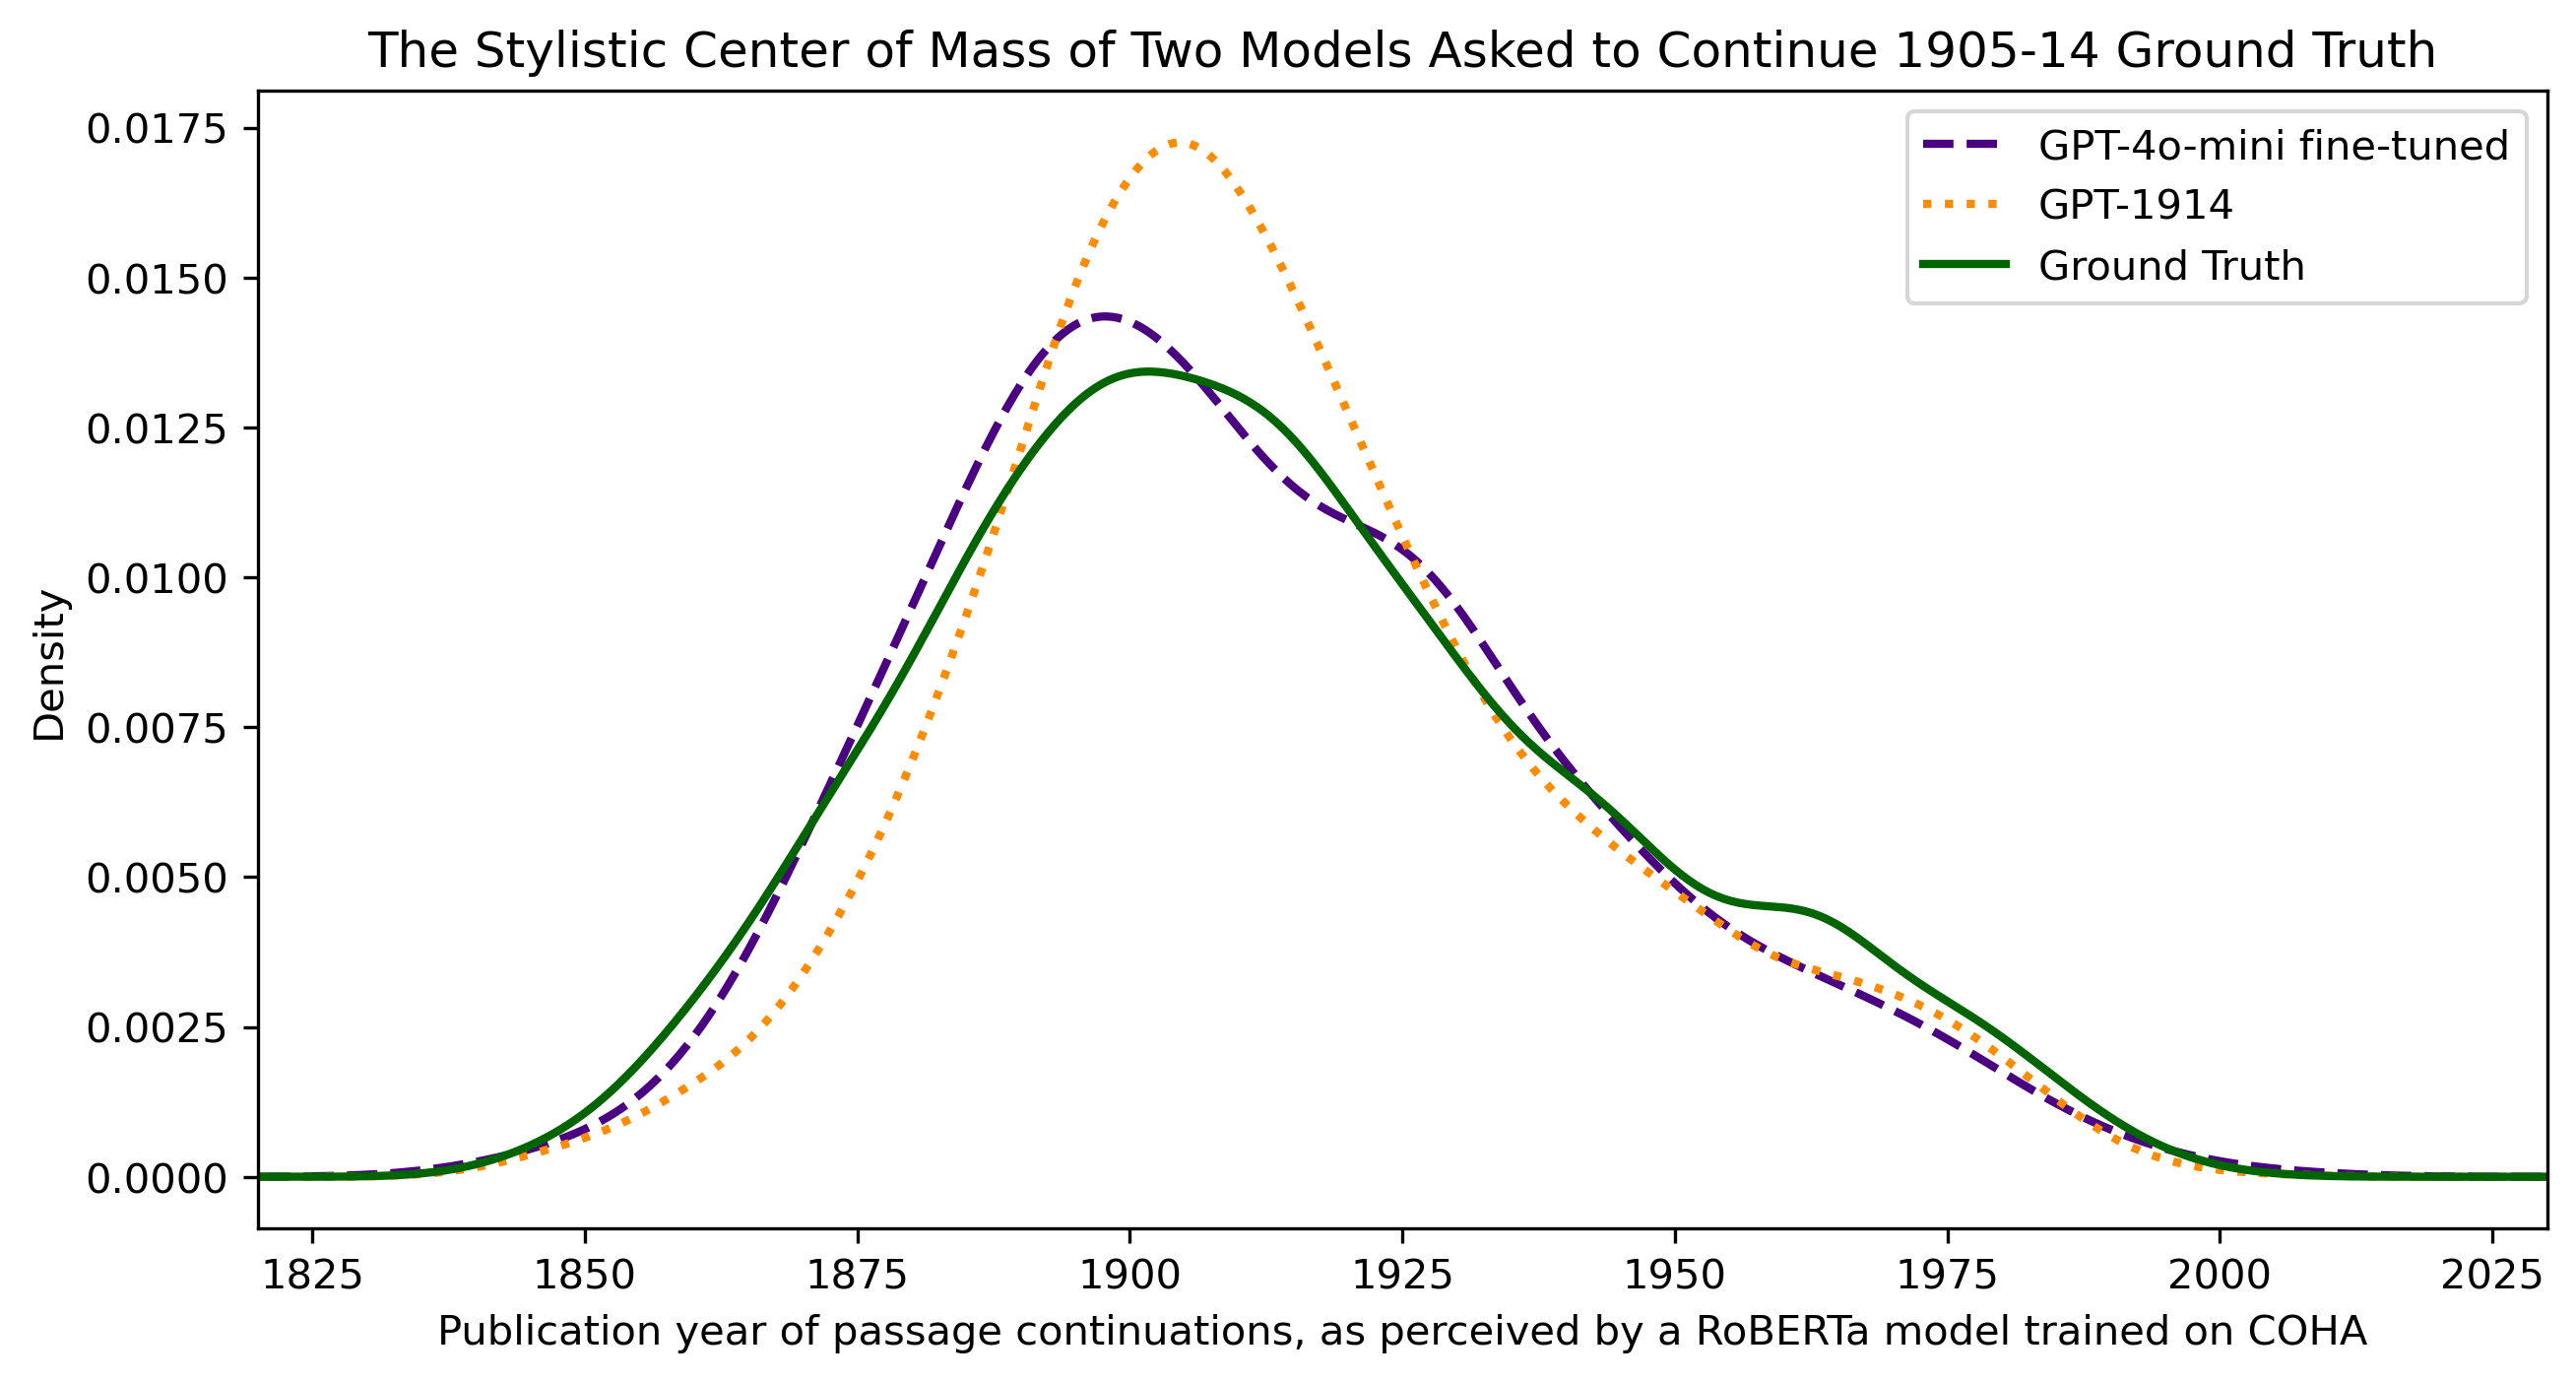 The Stylistic Center of Mass of Two Models Asked to Continue 1905-14 Ground Truth
GPT-4o-mini fine-tuned
GPT-1914
Ground Truth
0.0175
0.0150
0.0125
0.0100
0.0075
0.0050
0.0025
0.0000
Density
1825 1850 1875 1900 1925 1950 1975 2000 2025
Publication year of passage continuations, as perceived by a RoBERTa model trained on COHA